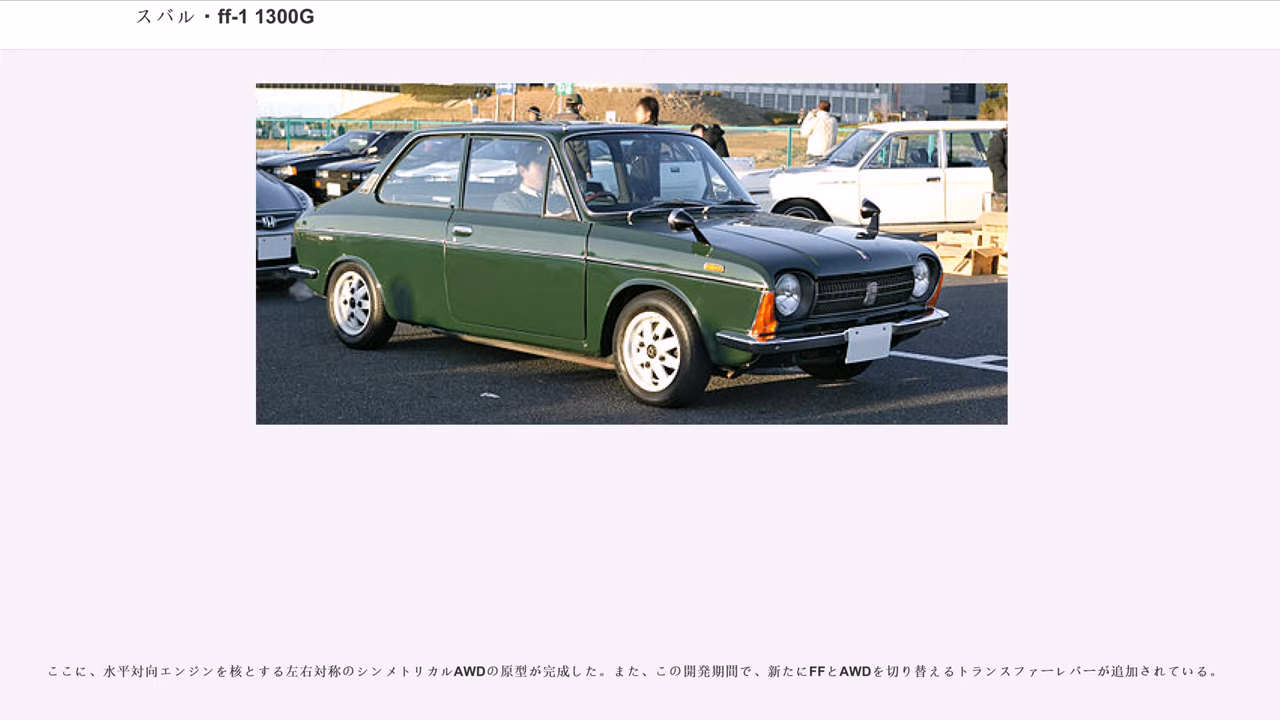 スバル・ff-1 1300G
ここに、水平対向エンジンを核とする左右対称のシンメトリカルAWDの原型が完成した。また、この開発期間で、新たにFFとAWDを切り替えるトランスファーレバーが追加されている。